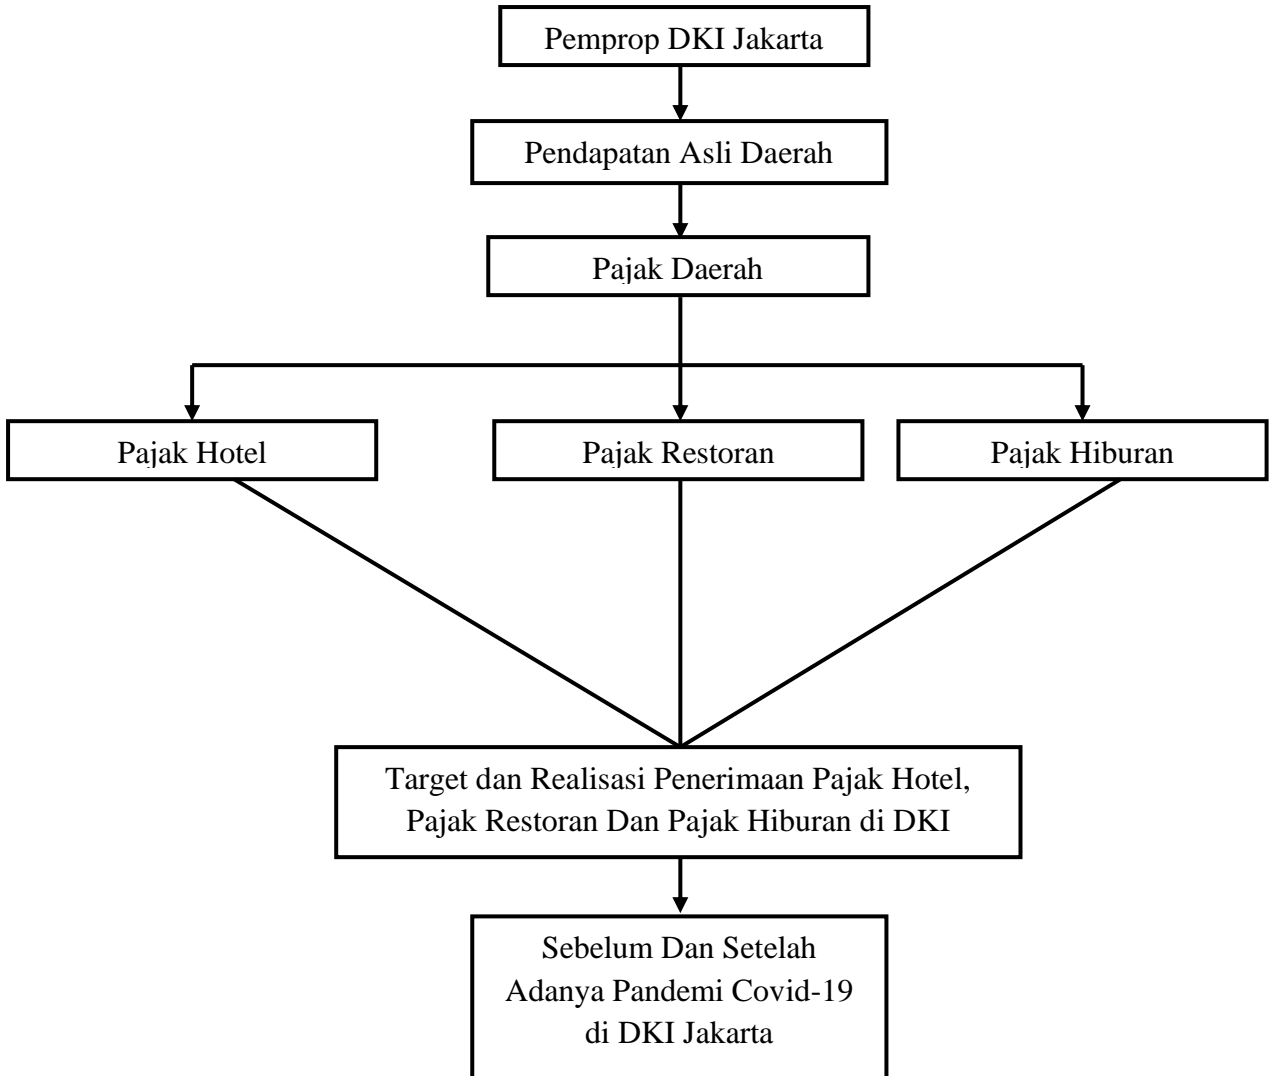 Pemprop DKI Jakarta
Pendapatan Asli Daerah
Pajak Daerah
Pajak Hotel
Pajak Restoran
Pajak Hiburan
Target dan Realisasi Penerimaan Pajak Hotel,
Pajak Restoran Dan Pajak Hiburan di DKI
Sebelum Dan Setelah
Adanya Pandemi Covid-19
di DKI Jakarta